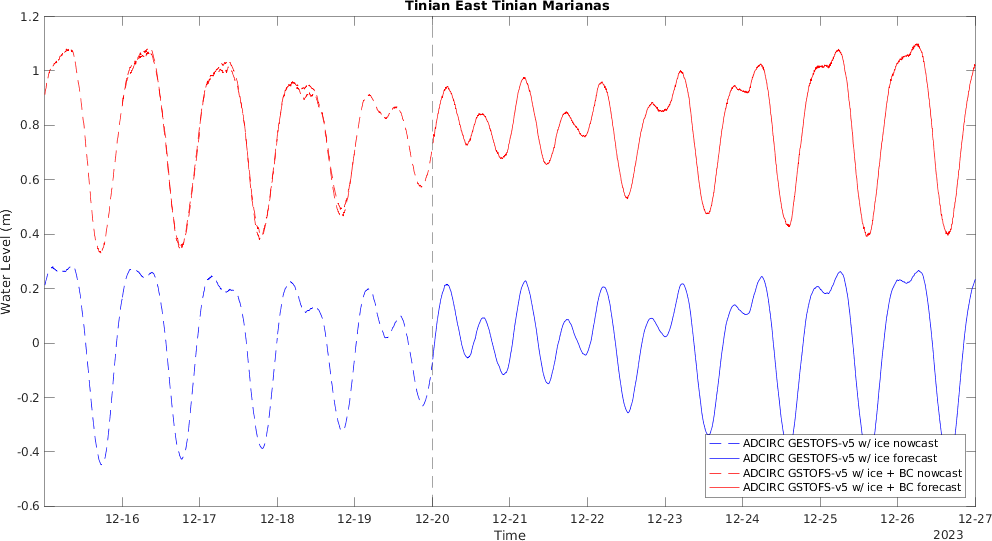 Tinian East Tinian Marianas
1.2
1
0.8
0.6
0.4
0.2
0
-0.2
-0.4
-0.6
Water Level (m)
ADCIRC GESTOFS-v5 w/ ice nowcast
ADCIRC GESTOFS-v5 w/ ice forecast
ADCIRC GSTOFS-v5 w/ ice + BC nowcast
ADCIRC GSTOFS-v5 w/ ice + BC forecast
12-16 12-17 12-18 12-19 12-20 12-21 12-22 12-23 12-24 12-25 12-26 12-27
Time
2023